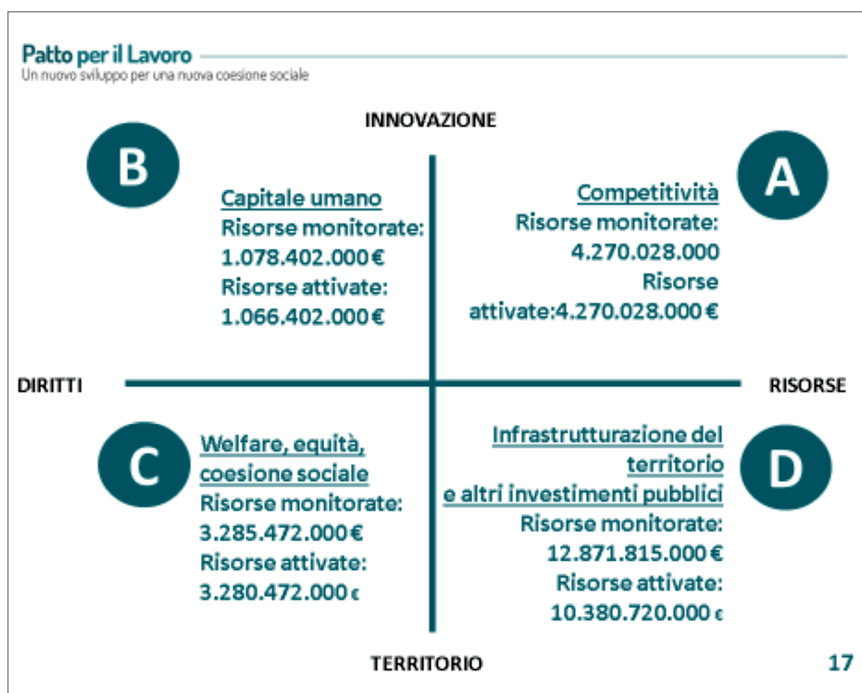 Patto per il Lavoro
Un nuovo sviluppo per una nuova coesione sociale
INNOVAZIONE
B
Capitale umano
Risorse monitorate:
1.078.402.000 €
Risorse attivate:
1.066.402.000 €
A
Competitività
Risorse monitorate:
4.270.028.000
Risorse
attivate:4.270.028.000 €
DIRITTI
RISORSE
C
Welfare, equità,
coesione sociale
Risorse monitorate:
3.285.472.000 €
Risorse attivate:
3.280.472.000 €
D
Infrastrutturazione del
territorio
e altri investimenti pubblici
Risorse monitorate:
12.871.815.000 €
Risorse attivate:
10.380.720.000 €
TERRITORIO
17